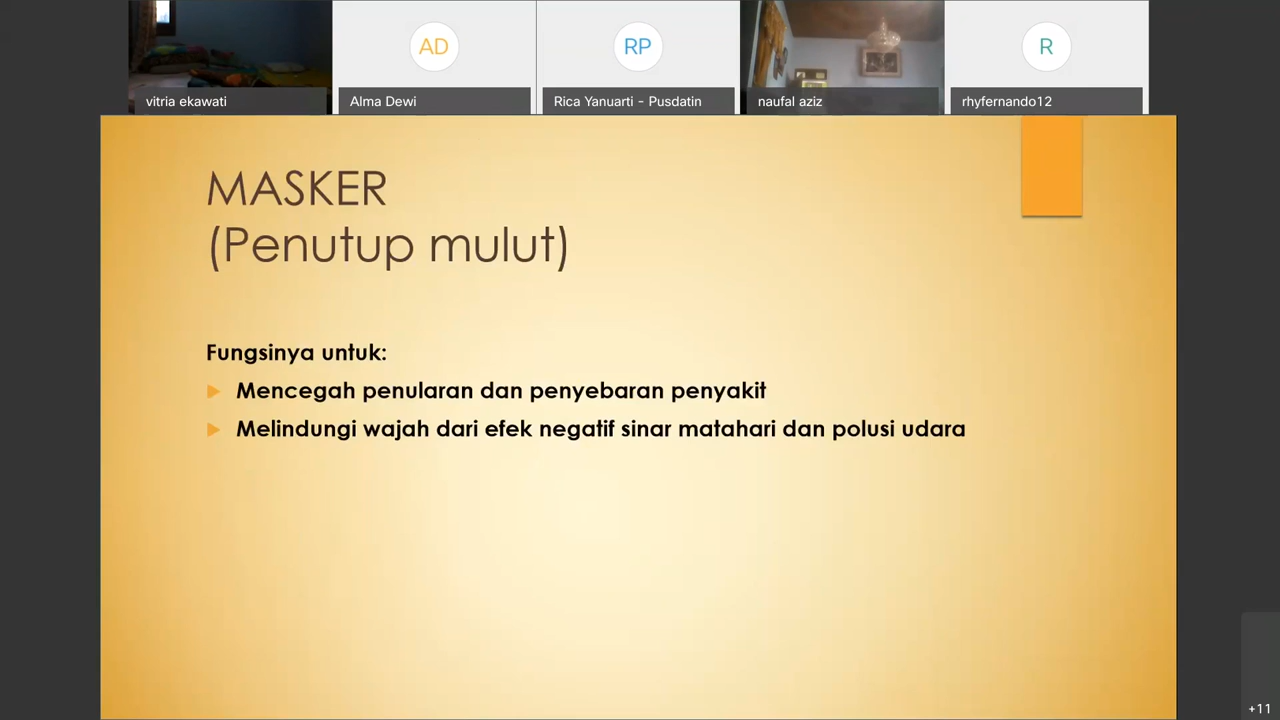 AD
RP
R
vitria ekawati
Alma Dewi
Rica Yanuarti - Pusdatin
naufal aziz
rhyfernando12
MASKER
(Penutup mulut)
Fungsinya untuk:
Mencegah penularan dan penyebaran penyakit
Melindungi wajah dari efek negatif sinar matahari dan polusi udara
+11